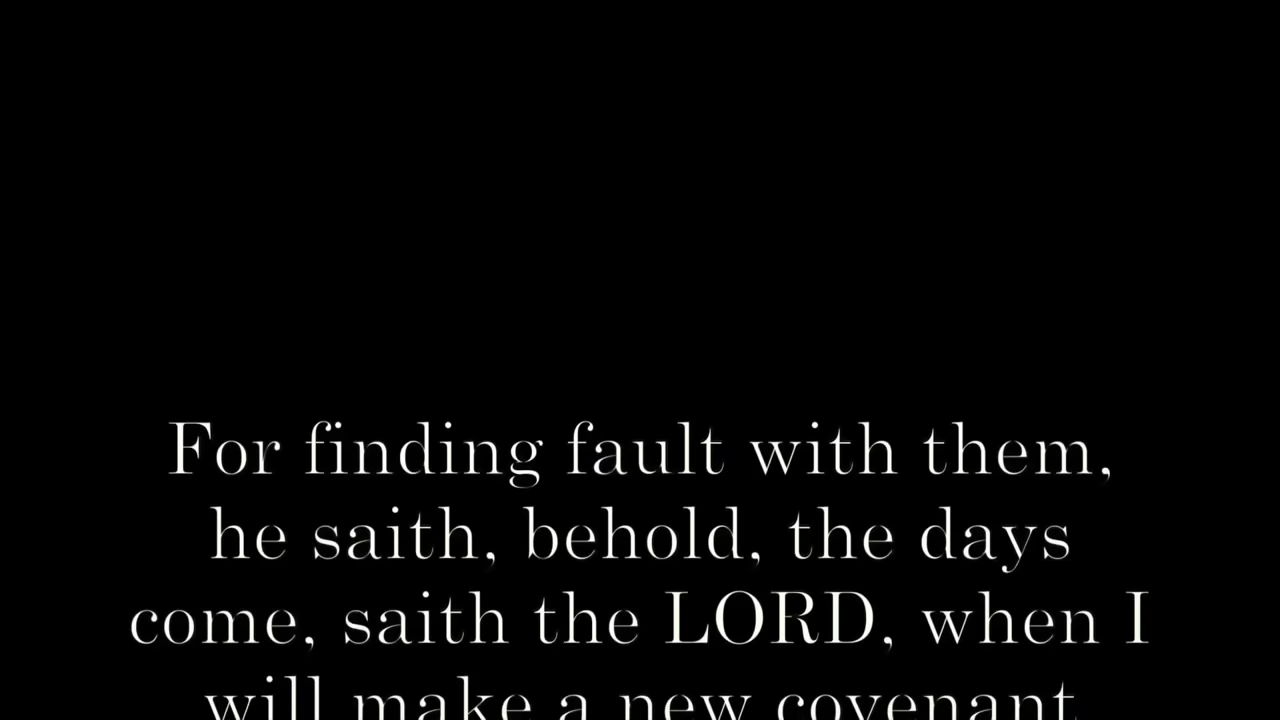 For finding fault with them,
he saith, behold, the days
come, saith the LORD, when I
will make a new covenant